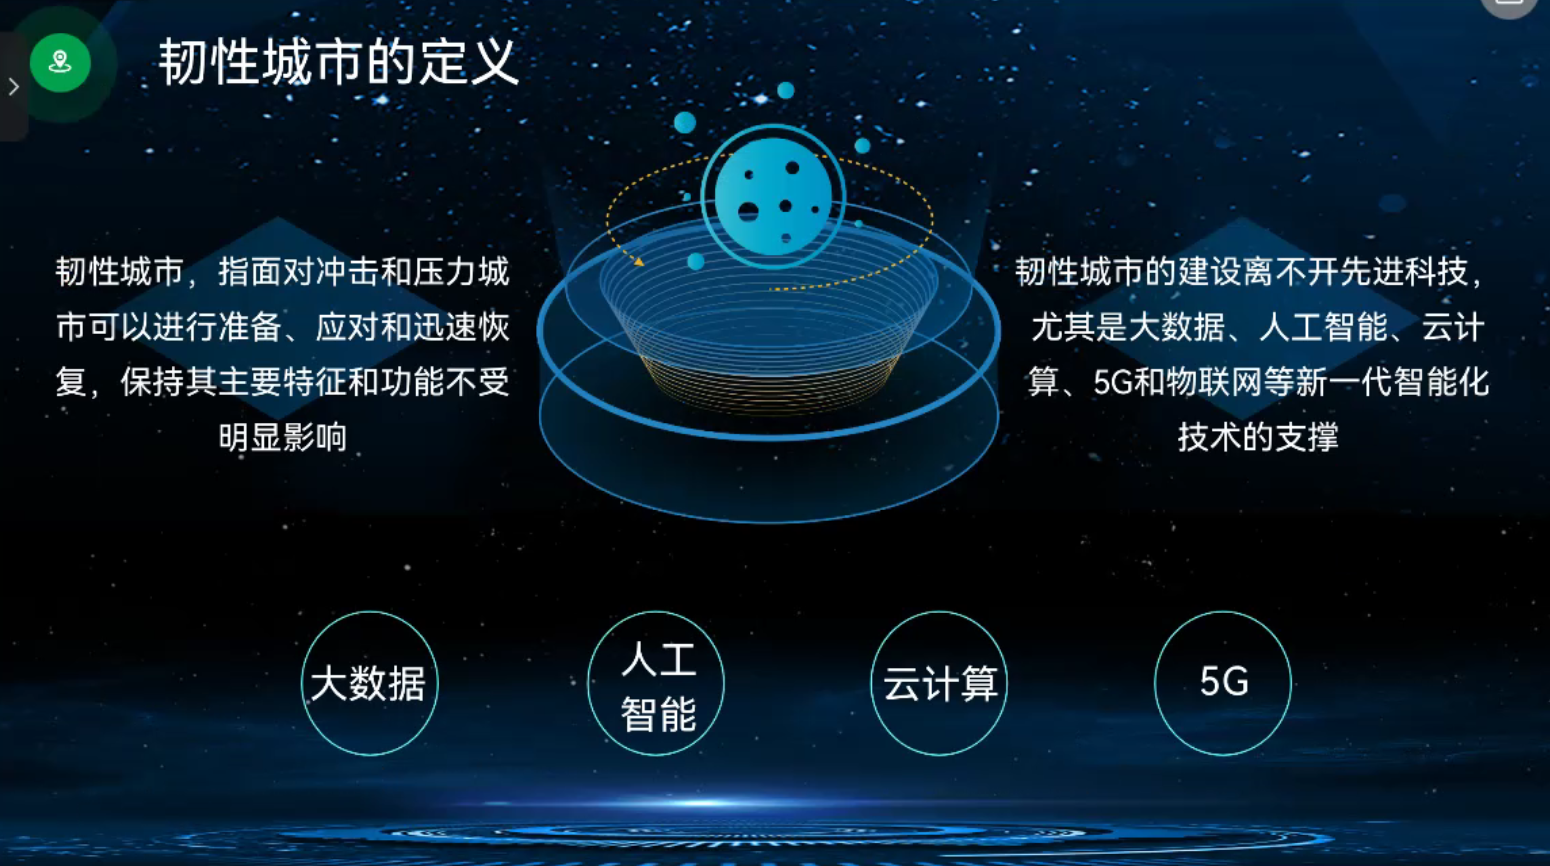 韧性城市的定义
韧性城市，指面对冲击和压力城
市可以进行准备、应对和迅速恢
复，保持其主要特征和功能不受
明显影响
韧性城市的建设离不开先进科技，
尤其是大数据、人工智能、云计
算、5G和物联网等新一代智能化
技术的支撑
大数据
人工
智能
云计算
5G